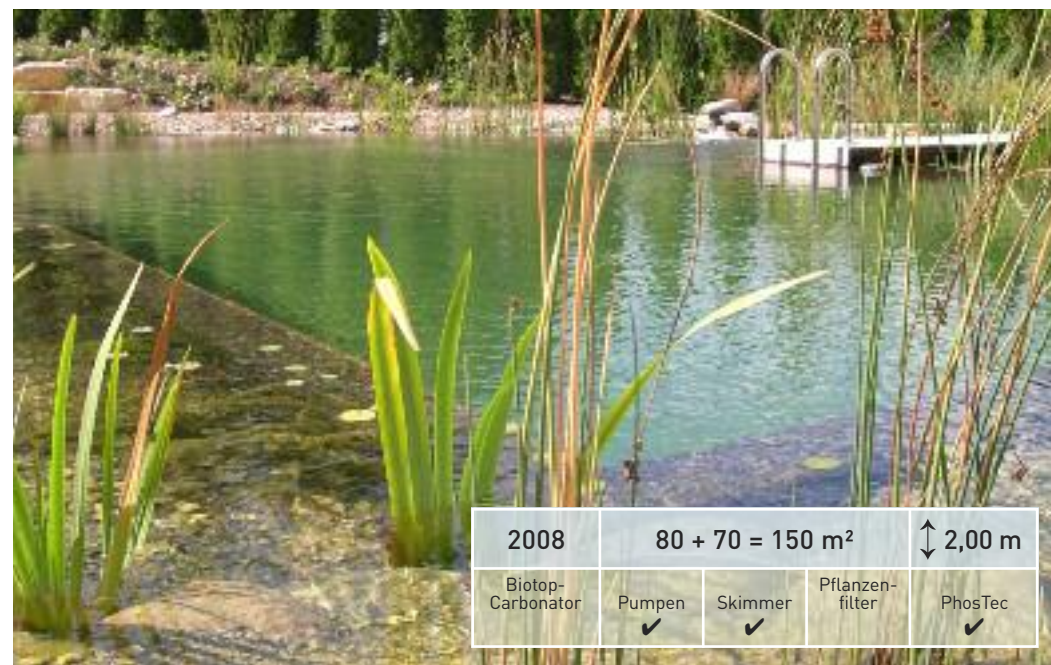 2008 80 + 70 = 150 m² ↕ 2,00 m
Biotop-
Carbonator
Pumpen ✔
Skimmer ✔
Pflanzen-
filter
PhosTec ✔